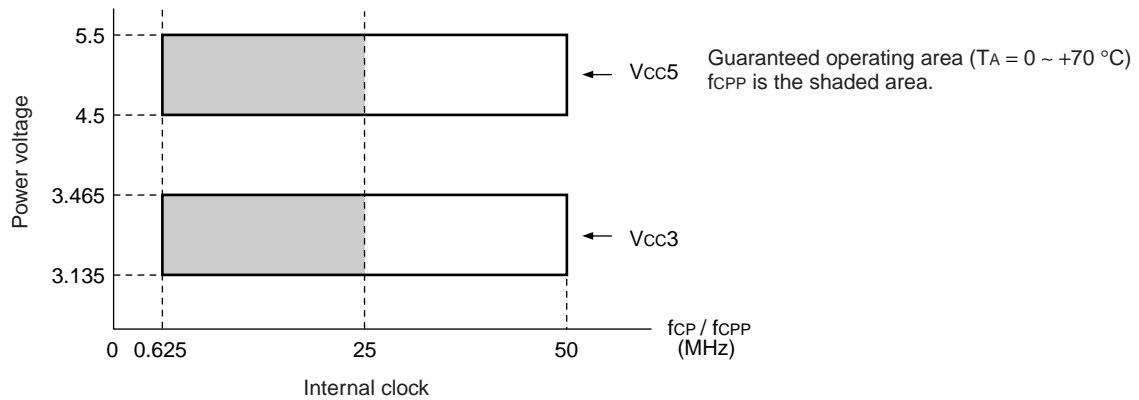 5.5
VCC5
Guaranteed operating area (TA = 0 ~ +70 °C)
fCPP is the shaded area.
4.5
Power voltage
3.465
VCC3
3.135
fCP / fCPP
(MHz)
0 0.625 25 50
Internal clock